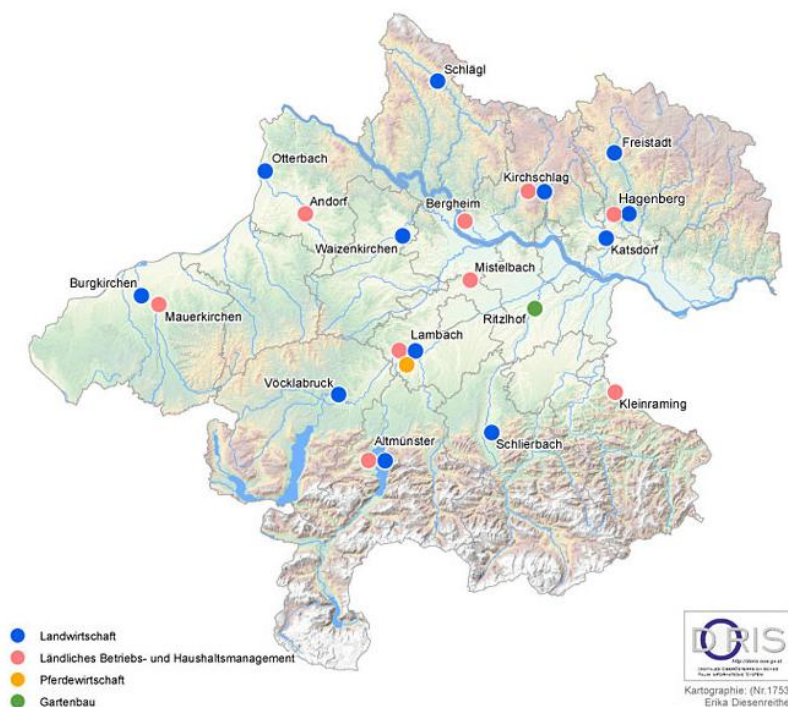 Schlägl
Freistadt
Otterbach
Kirchschlag
Hagenberg
Andorf
Bergheim
Waizenkirchen
Katsdorf
Mistelbach
Burgkirchen
Mauerkirchen
Ritzlhof
Lambach
Vöcklabruck
Kleinraming
Altmünster
Schlierbach
Landwirtschaft
Ländliches Betriebs- und Haushaltsmanagement
Pferdewirtschaft
Gartenbau
DORIS
Kartographie: (Nr.1753
Erika Diesenreithe